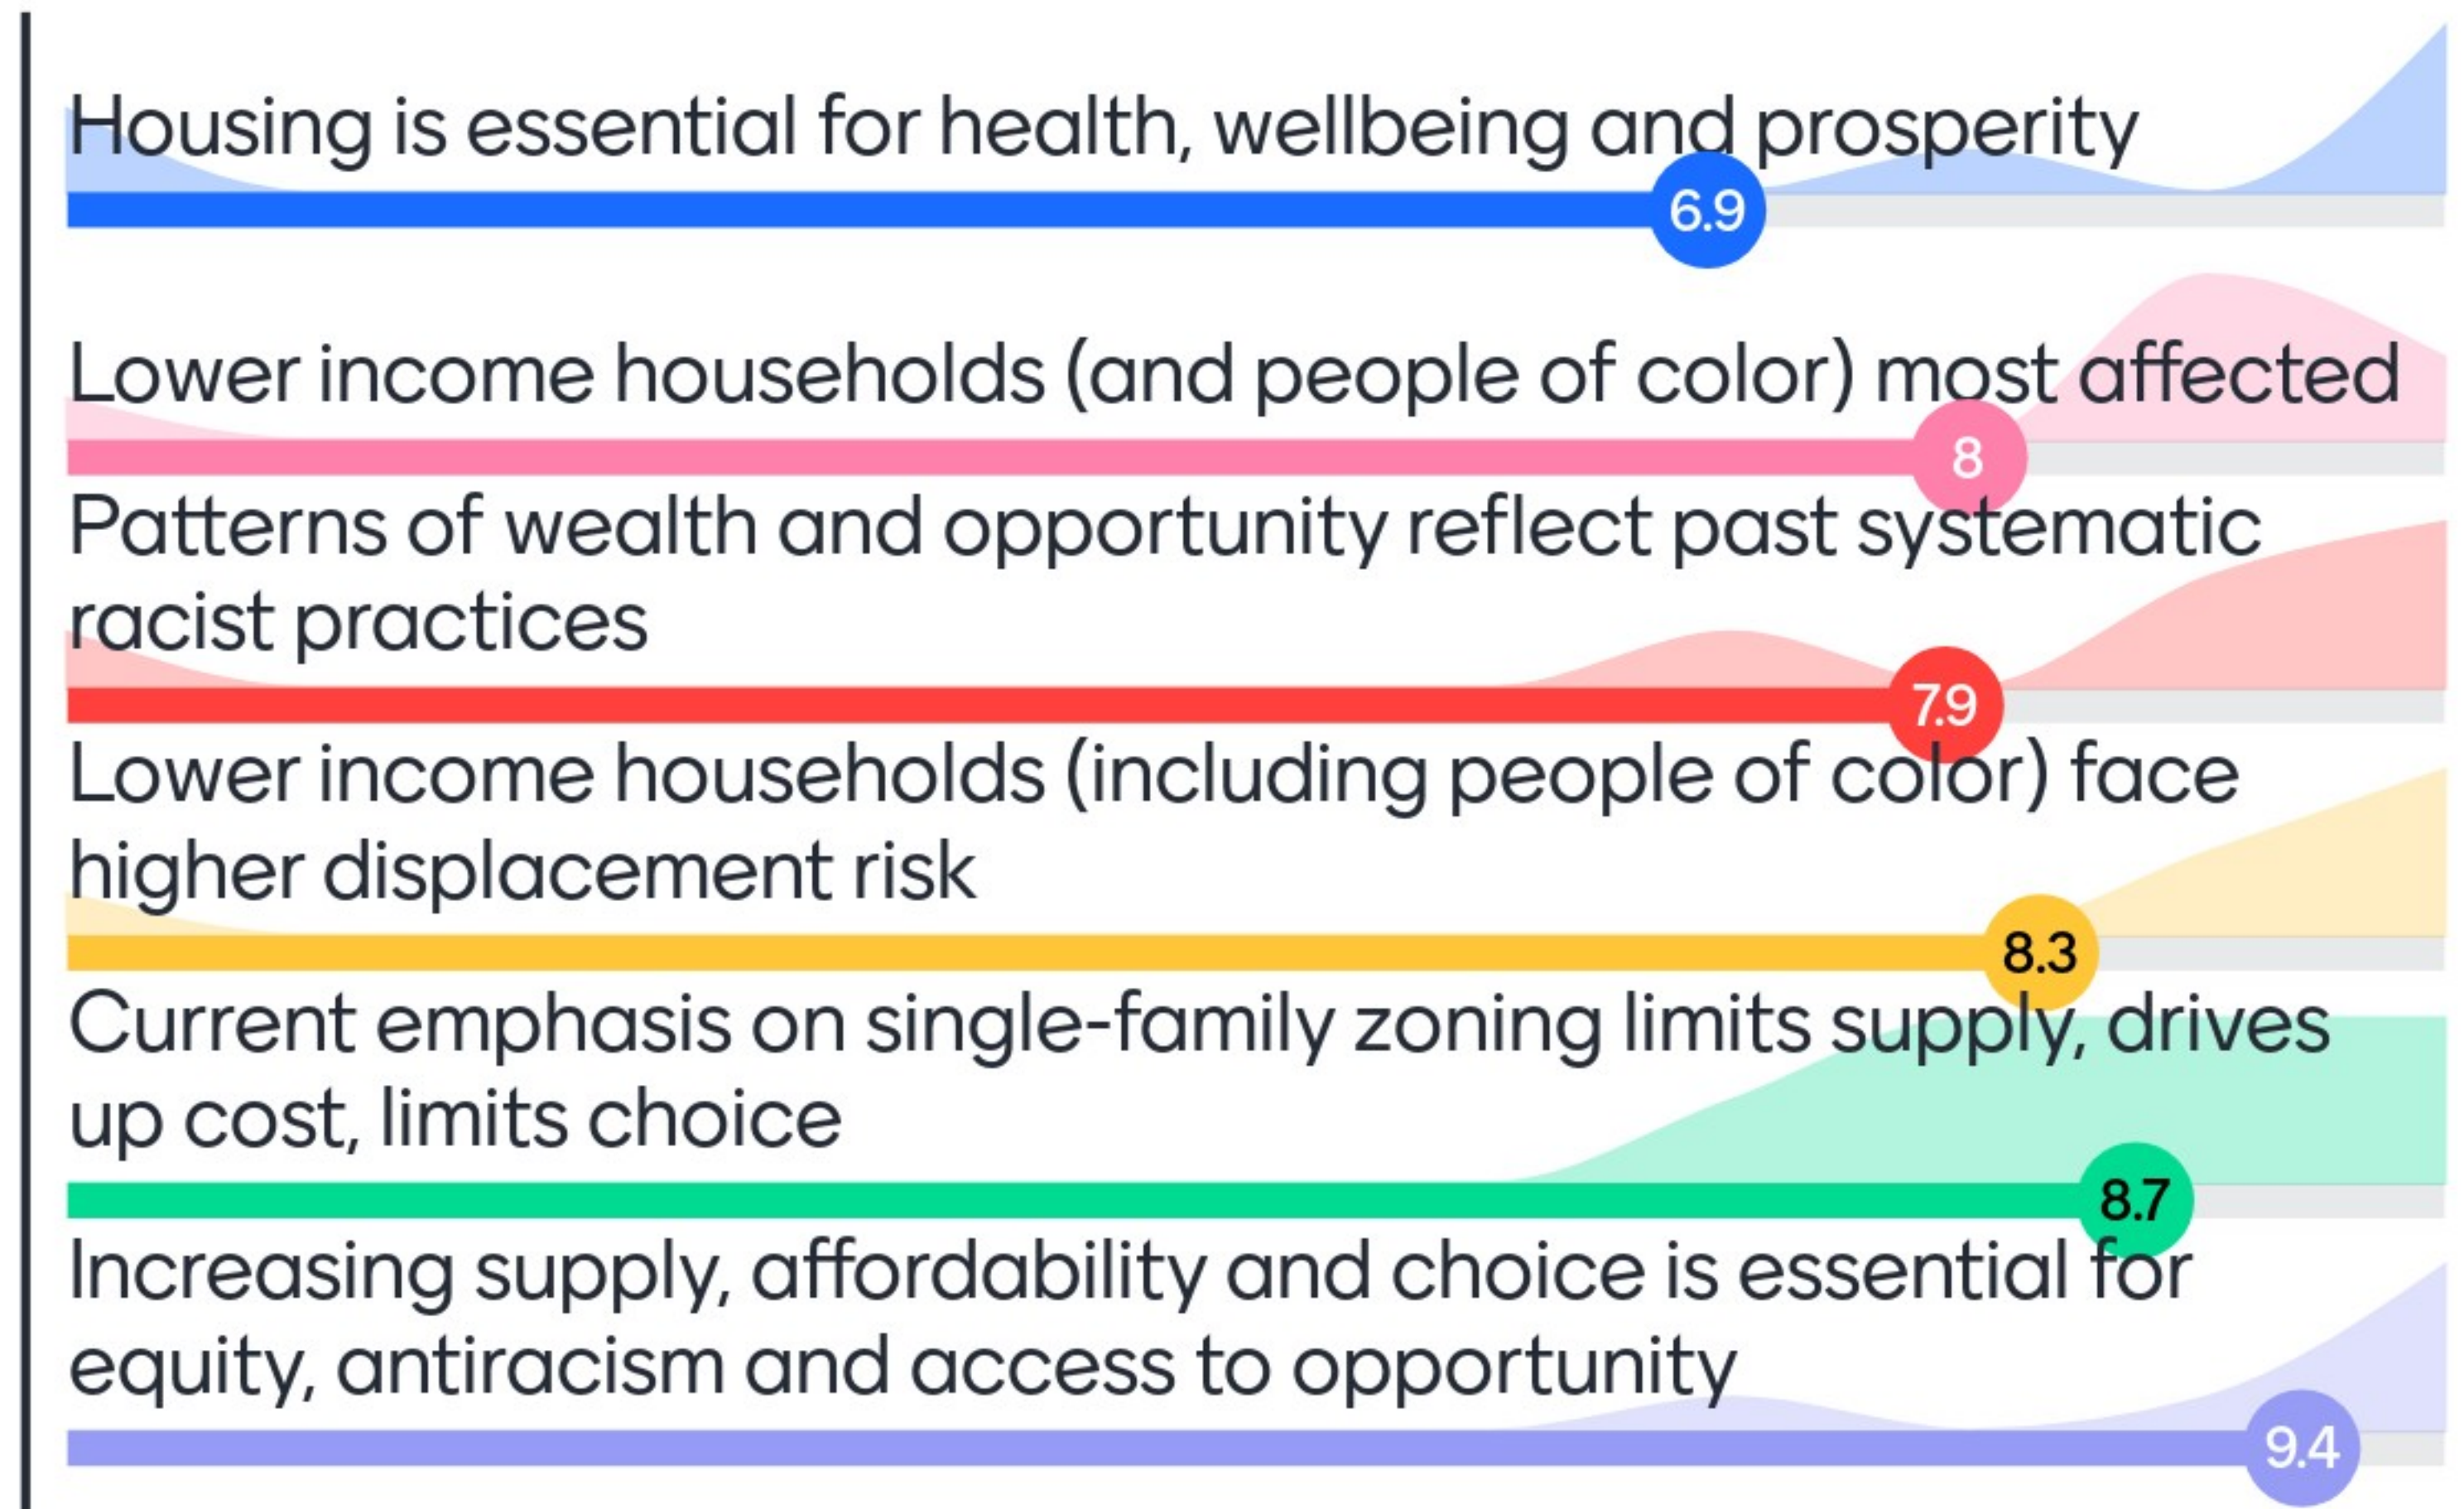 Housing is essential for health, wellbeing and prosperity
6.9
Lower income households (and people of color) most affected
8
Patterns of wealth and opportunity reflect past systematic
racist practices
7.9
Lower income households (including people of color) face
higher displacement risk
8.3
Current emphasis on single-family zoning limits supply, drives
up cost, limits choice
8.7
Increasing supply, affordability and choice is essential for
equity, antiracism and access to opportunity
9.4